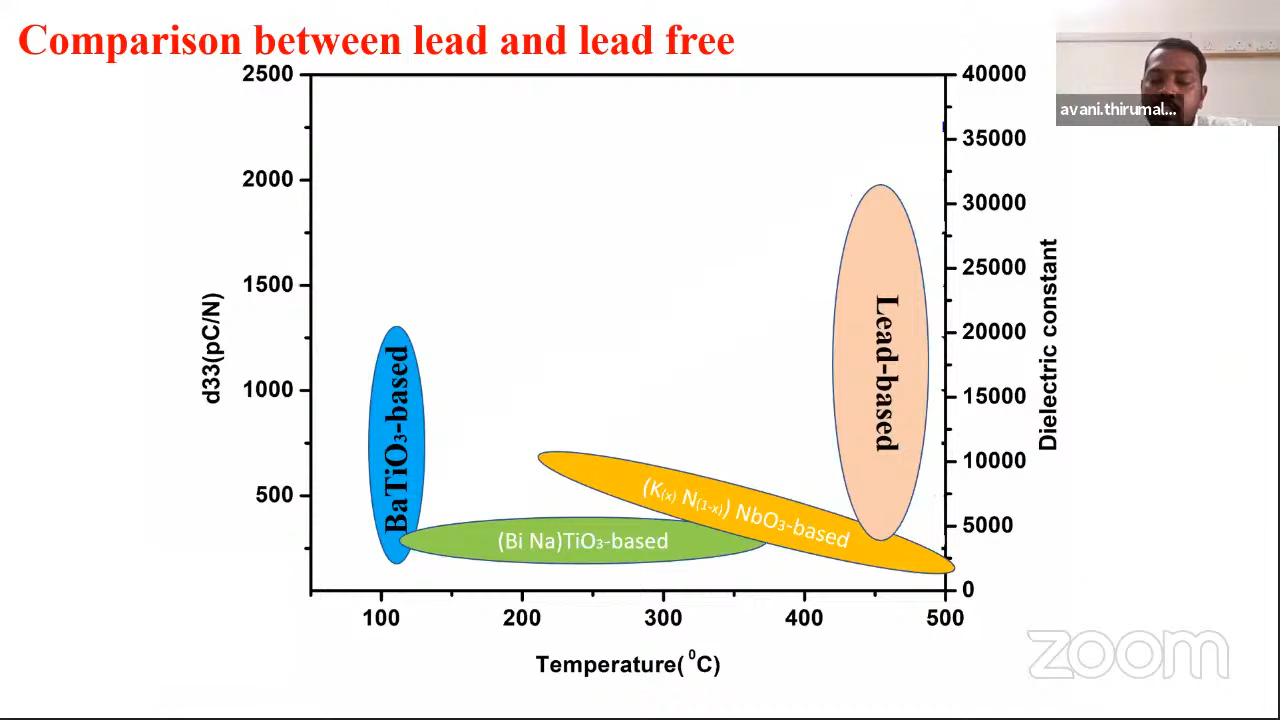 Comparison between lead and lead free
avani.thirumal...
2500
2000
1500
1000
500
d33(pC/N)
40000
35000
30000
25000
20000
15000
10000
5000
0
Dielectric constant
BaTiO₃-based
(Bi Na)TiO₃-based
(K₍ₓ₎ N₍₁₋ₓ₎) NbO₃-based
Lead-based
100 200 300 400 500
Temperature(⁰C)
zoom